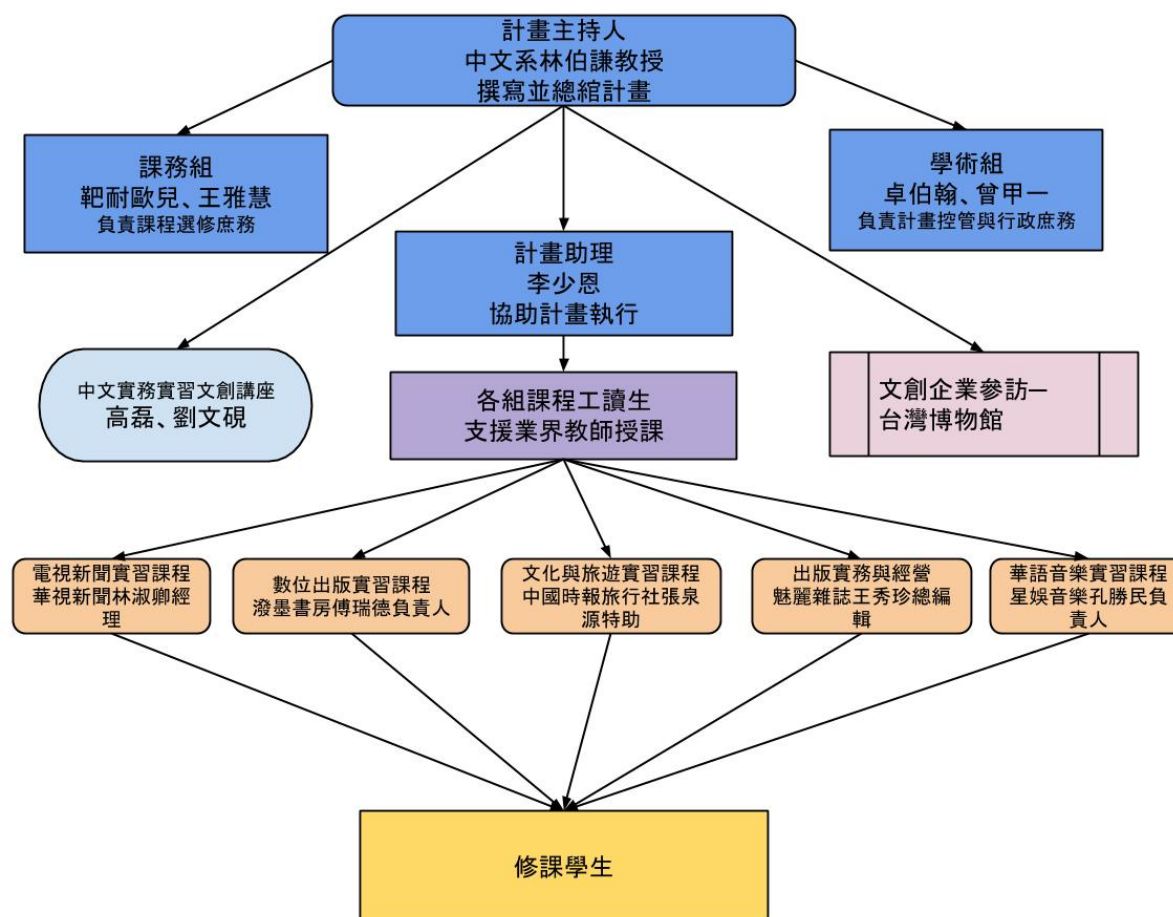 計畫主持人
中文系林伯謙教授
撰寫並總綰計畫
課務組
靶耐歐兒、王雅慧
負責課程選修庶務
學術組
卓伯翰、曾甲一
負責計畫控管與行政庶務
計畫助理
李少恩
協助計畫執行
中文實務實習文創講座
高磊、劉文硯
各組課程工讀生
支援業界教師授課
文創企業參訪—
台灣博物館
電視新聞實習課程
華視新聞林淑卿經
理
數位出版實習課程
潑墨書房傅瑞德負責人
文化與旅遊實習課程
中國時報旅行社張泉
源特助
出版實務與經營
魅麗雜誌王秀珍總編
輯
華語音樂實習課程
星娛音樂孔勝民負
責人
修課學生